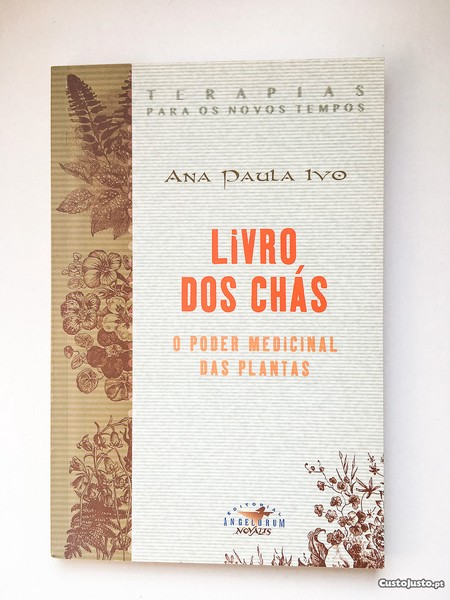 TERAPIAS
PARA OS NOVOS TEMPOS
ANA PAULA IVO
LiVRO
DOS CHÁS
O PODER MEDICINAL
DAS PLANTAS
EDITORIAL
ANGELORUM
NOVALIS
CustoJusto.pt